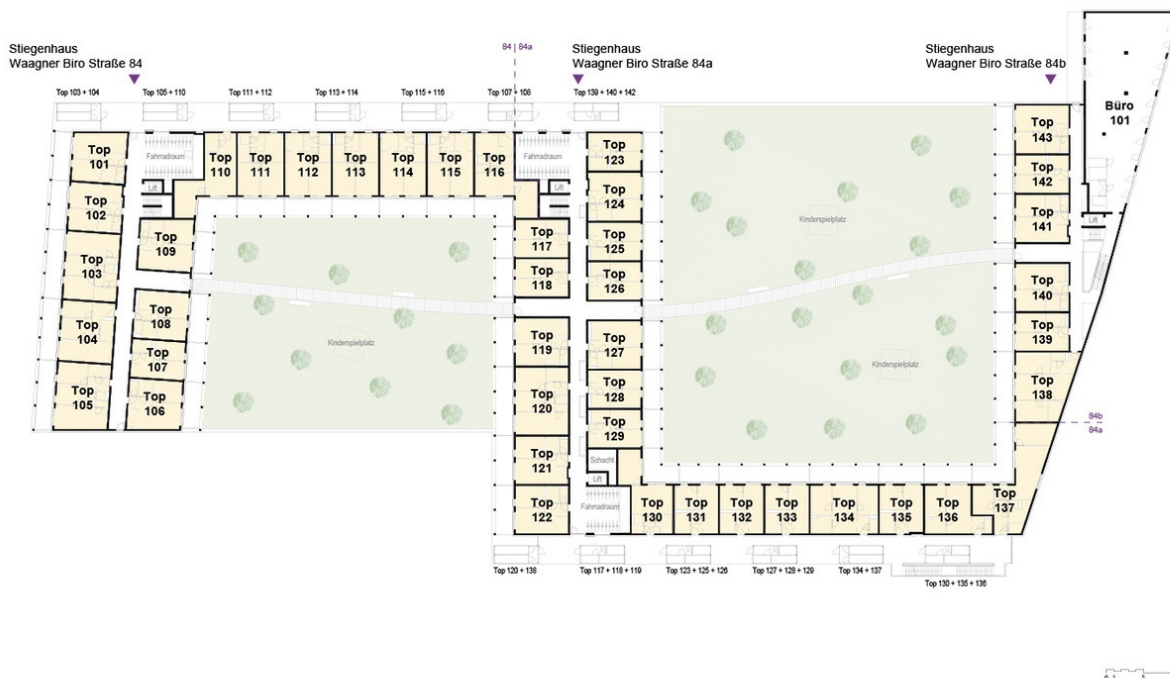 Stiegenhaus
Waagner Biro Straße 84
84 | 84a
Stiegenhaus
Waagner Biro Straße 84a
Stiegenhaus
Waagner Biro Straße 84b
Top 103 + 104
Top 105 + 110
Top 111 + 112
Top 113 + 114
Top 115 + 116
Top 107 + 108
Top 139 + 140 + 142
Büro
101
Top
101
Top
102
Top
103
Top
104
Top
105
Fahrradraum
Lift
Top
109
Top
108
Top
107
Top
106
Top
110
Top
111
Top
112
Top
113
Top
114
Top
115
Top
116
Fahrradraum
Lift
Kinderspielplatz
Top
117
Top
118
Top
119
Top
120
Top
121
Top
122
Top
123
Top
124
Top
125
Top
126
Top
127
Top
128
Top
129
Schacht
Lift
Fahrradraum
Kinderspielplatz
Kinderspielplatz
Top
143
Top
142
Top
141
Lift
Top
140
Top
139
Top
138
84b
84a
Top
130
Top
131
Top
132
Top
133
Top
134
Top
135
Top
136
Top
137
Top 120 + 138
Top 117 + 118 + 119
Top 123 + 125 + 126
Top 127 + 128 + 129
Top 134 + 137
Top 130 + 135 + 136